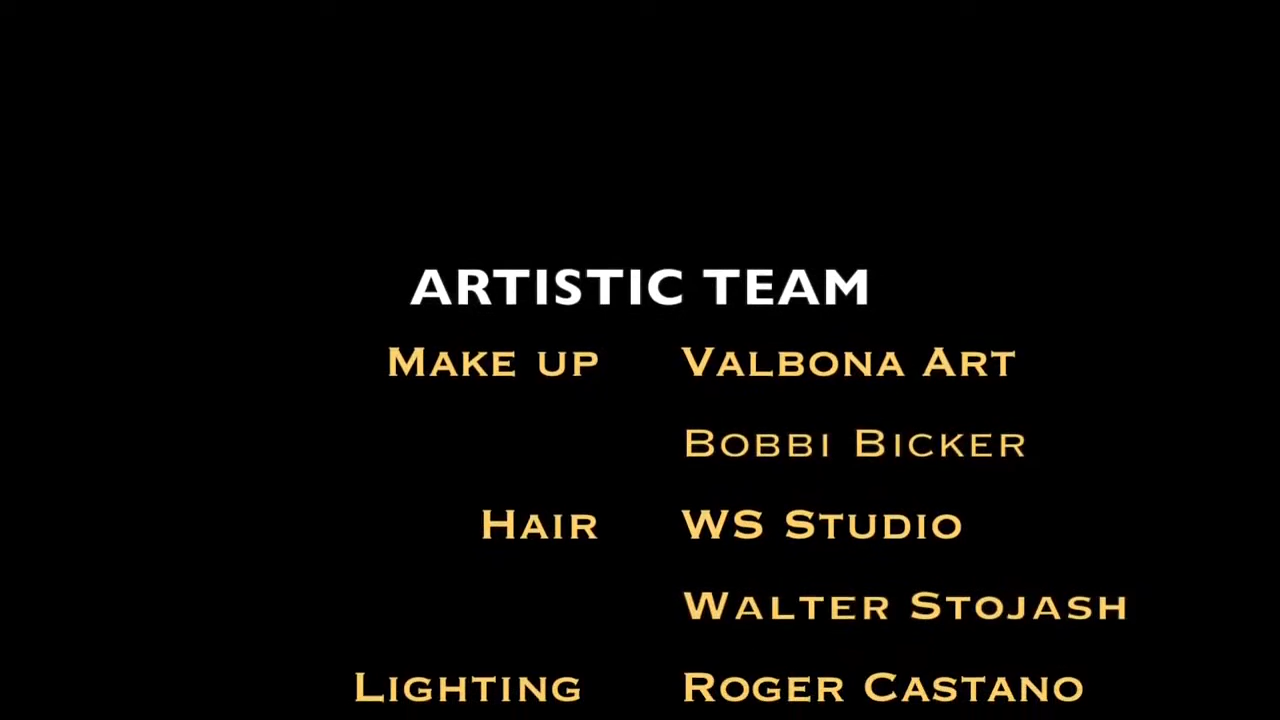 ARTISTIC TEAM
Make up Valbona Art
Bobbi Bicker
Hair WS Studio
Walter Stojash
Lighting Roger Castano